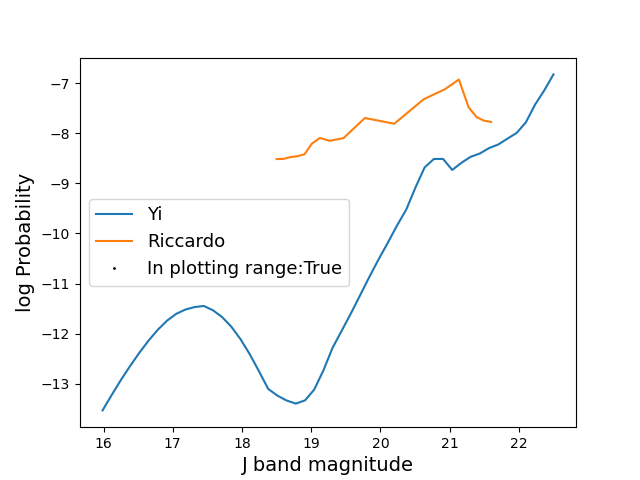 −7
−8
−9
−10
−11
−12
−13
log Probability
Yi
Riccardo
In plotting range:True
16 17 18 19 20 21 22
J band magnitude